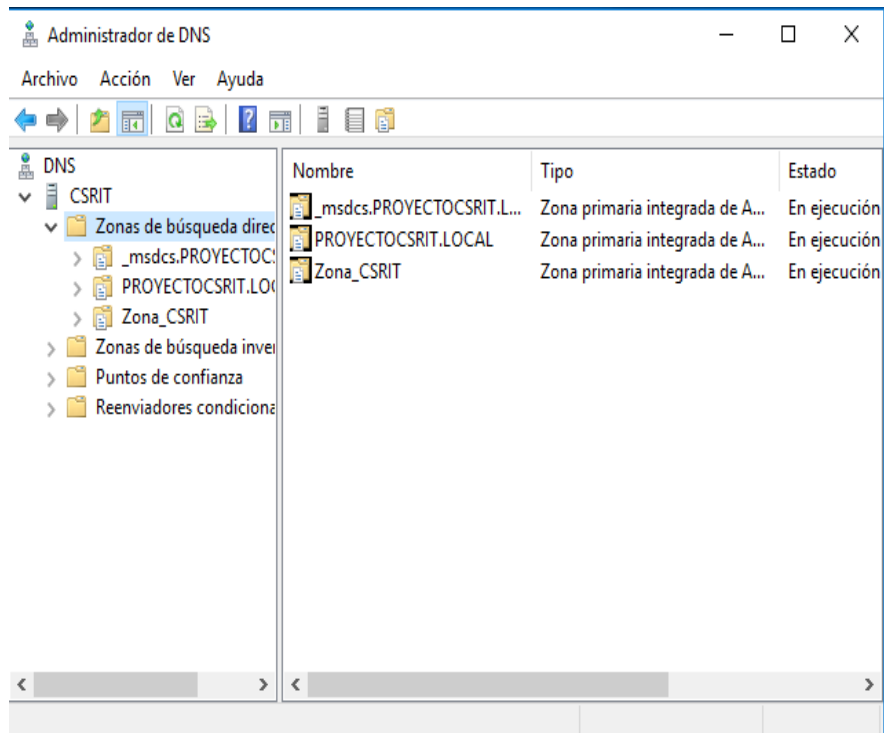 Administrador de DNS
Archivo Acción Ver Ayuda
DNS
CSRIT
Zonas de búsqueda direc
_msdcs.PROYECTOC
PROYECTOCSRIT.LO
Zona_CSRIT
Zonas de búsqueda inver
Puntos de confianza
Reenviadores condiciona
Nombre Tipo Estado
_msdcs.PROYECTOCSRIT.L... Zona primaria integrada de A... En ejecución
PROYECTOCSRIT.LOCAL Zona primaria integrada de A... En ejecución
Zona_CSRIT Zona primaria integrada de A... En ejecución